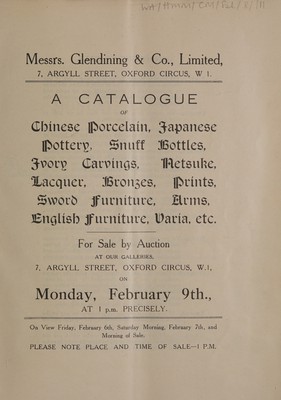 Messrs. Glendining & Co., Limited,
7, ARGYLL STREET, OXFORD CIRCUS, W 1.
A CATALOGUE
OF
Chinese Porcelain, Japanese
Pottery, Snuff Bottles,
Ivory Carvings, Netsuke,
Lacquer, Bronzes, Prints,
Sword Furniture, Arms,
English Furniture, Varia, etc.
For Sale by Auction
AT OUR GALLERIES,
7, ARGYLL STREET, OXFORD CIRCUS, W.1,
ON
Monday, February 9th.,
AT 1 p.m. PRECISELY.
On View Friday, February 6th, Saturday Morning, February 7th, and
Morning of Sale.
PLEASE NOTE PLACE AND TIME OF SALE—1 P.M.